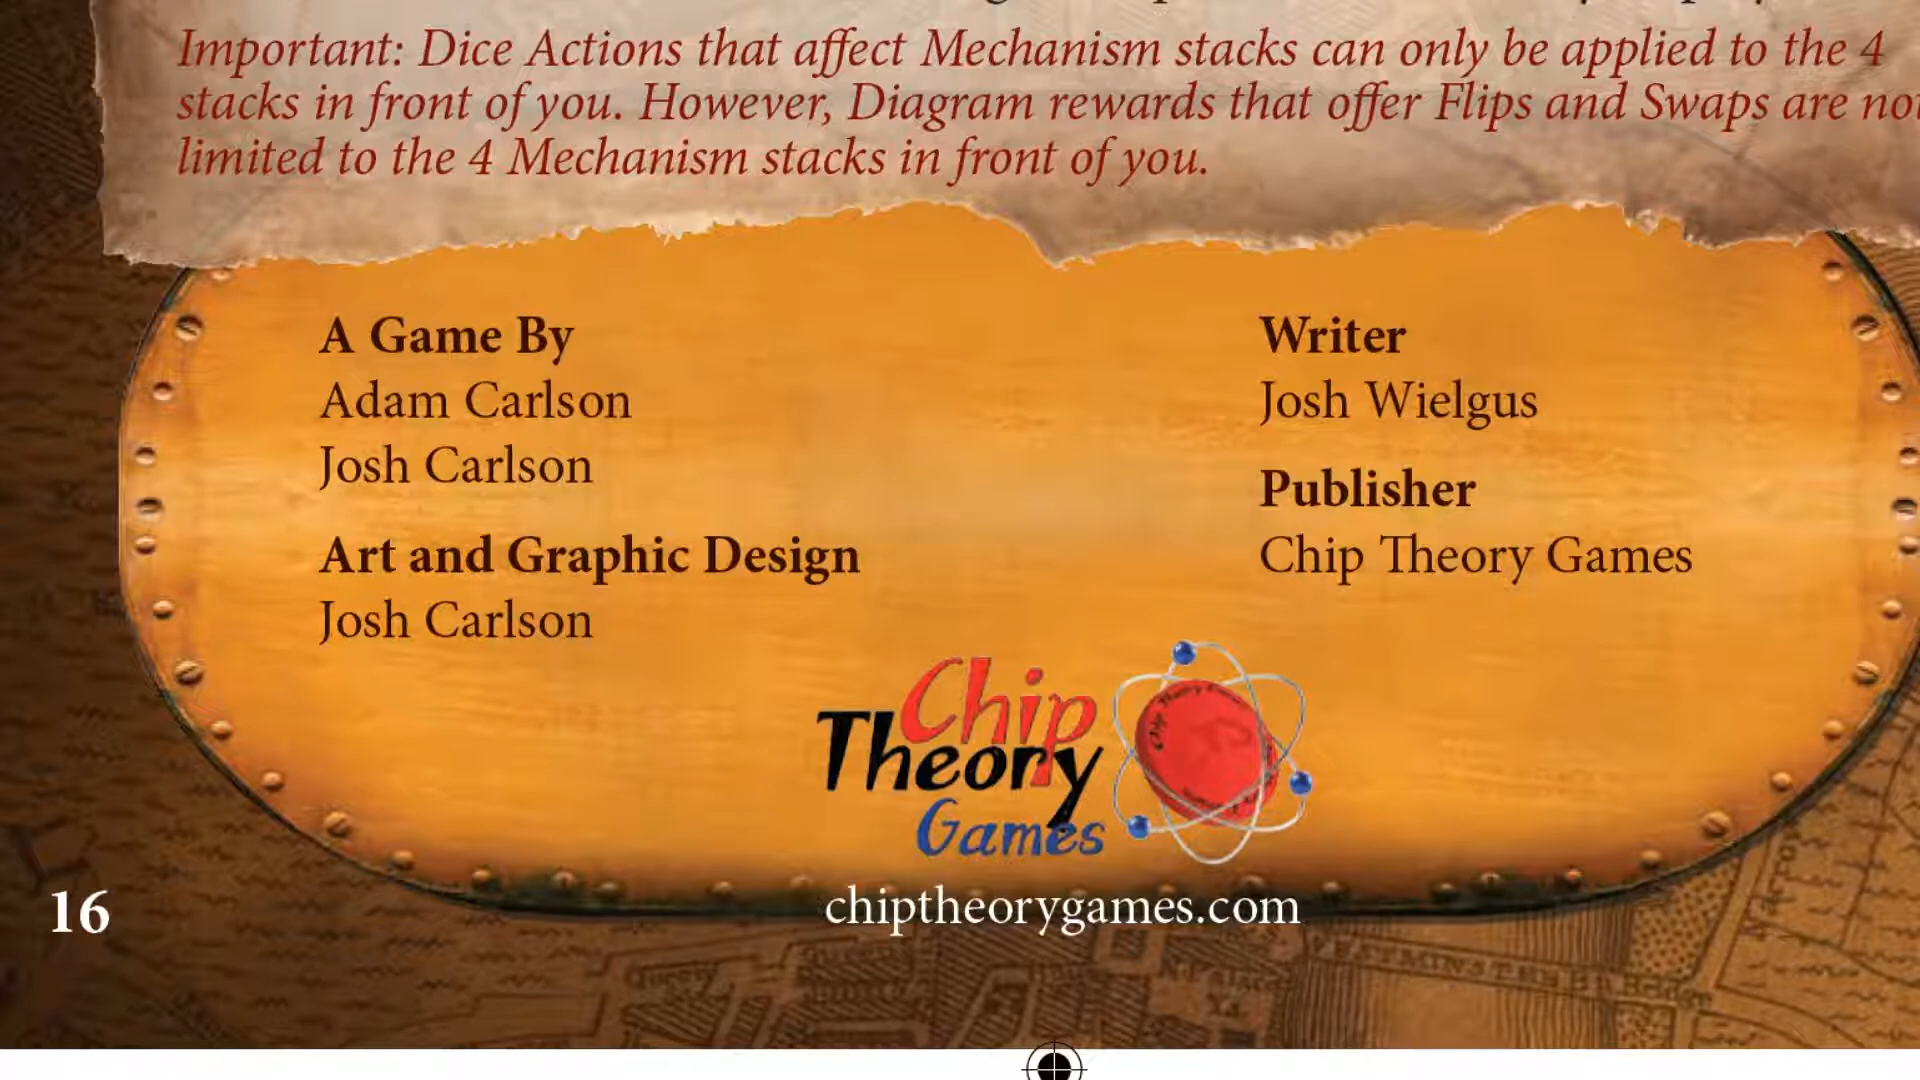 Important: Dice Actions that affect Mechanism stacks can only be applied to the 4
stacks in front of you. However, Diagram rewards that offer Flips and Swaps are not
limited to the 4 Mechanism stacks in front of you.
A Game By
Adam Carlson
Josh Carlson
Art and Graphic Design
Josh Carlson
Writer
Josh Wielgus
Publisher
Chip Theory Games
Chip
Theory
Games
chiptheorygames.com
16